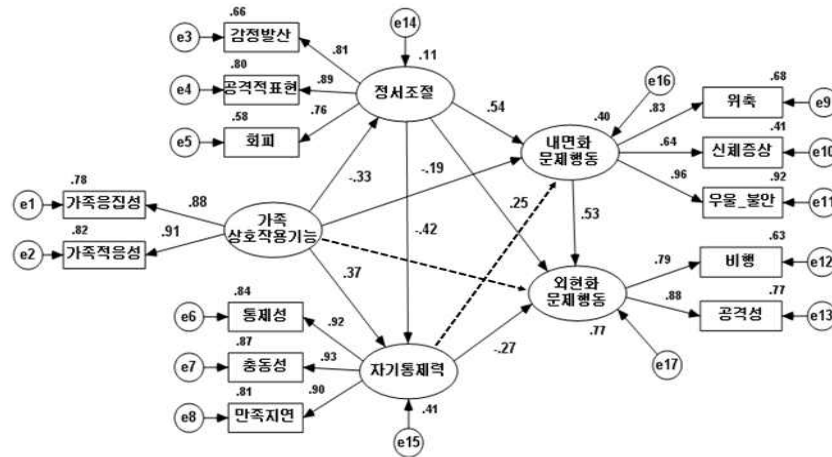 .66
e14
e3
감정발산
.81
.11
.80
e4
공격적표현
.89
정서조절
e16
.68
.58
.76
.54
.40
.83
위축
e9
e5
회피
내면화
문제행동
.41
.64
신체증상
e10
.78
-.33
-.19
.96
.92
e1
가족응집성
.88
가족
상호작용기능
.25
우울_불안
e11
.82
.91
-.42
.53
.63
e2
가족적응성
.79
비행
e12
.84
.37
외현화
문제행동
.88
.77
e6
통제성
.92
공격성
e13
.87
.77
e7
충동성
.93
자기통제력
-.27
e17
.81
.90
e8
만족지연
.41
e15